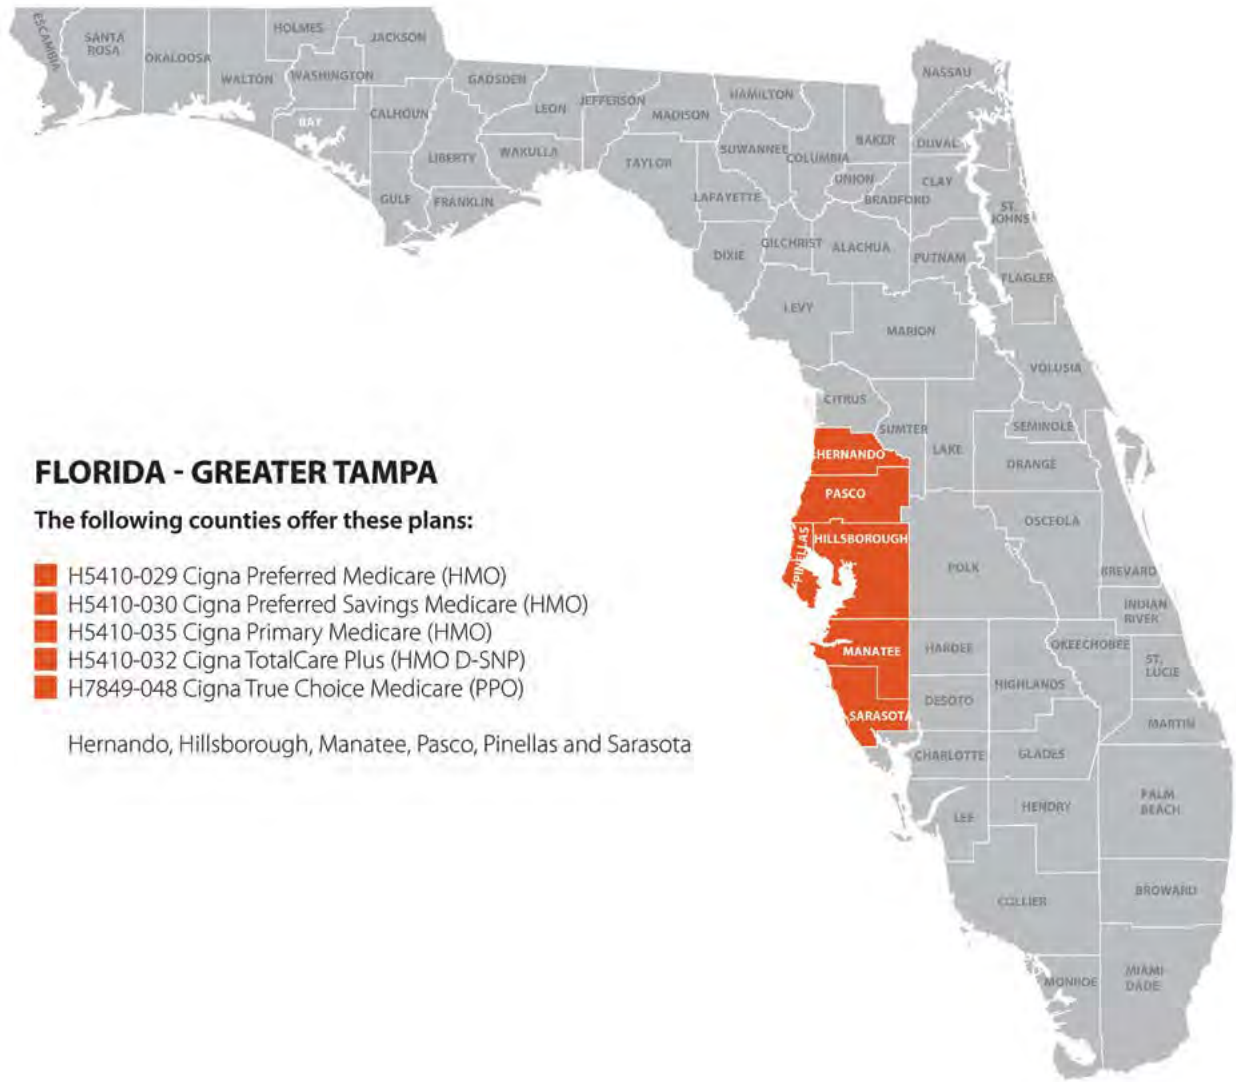 ESCAMBIA
SANTA
ROSA
OKALOOSA
WALTON
HOLMES
WASHINGTON
JACKSON
BAY
CALHOUN
GULF
GADSDEN
LIBERTY
FRANKLIN
LEON
WAKULLA
JEFFERSON
MADISON
TAYLOR
HAMILTON
SUWANNEE
LAFAYETTE
DIXIE
COLUMBIA
GILCHRIST
BAKER
UNION
BRADFORD
ALACHUA
LEVY
NASSAU
DUVAL
CLAY
ST.
JOHNS
PUTNAM
FLAGLER
MARION
VOLUSIA
CITRUS
SUMTER
LAKE
SEMINOLE
ORANGE
HERNANDO
PASCO
PINELLAS
HILLSBOROUGH
POLK
OSCEOLA
BREVARD
INDIAN
RIVER
MANATEE
HARDEE
HIGHLANDS
OKEECHOBEE
ST.
LUCIE
SARASOTA
DESOTO
MARTIN
CHARLOTTE
GLADES
LEE
HENDRY
PALM
BEACH
COLLIER
BROWARD
MONROE
MIAMI
DADE
FLORIDA - GREATER TAMPA
The following counties offer these plans:
H5410-029 Cigna Preferred Medicare (HMO)
H5410-030 Cigna Preferred Savings Medicare (HMO)
H5410-035 Cigna Primary Medicare (HMO)
H5410-032 Cigna TotalCare Plus (HMO D-SNP)
H7849-048 Cigna True Choice Medicare (PPO)
Hernando, Hillsborough, Manatee, Pasco, Pinellas and Sarasota